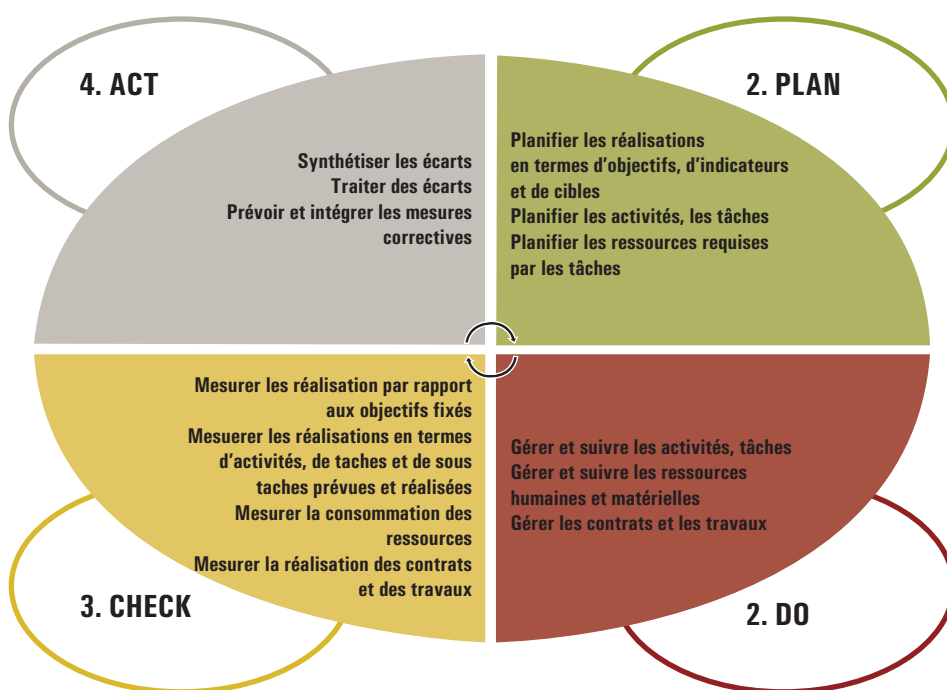 4. ACT
Synthétiser les écarts
Traiter des écarts
Prévoir et intégrer les mesures
correctives
2. PLAN
Planifier les réalisations
en termes d’objectifs, d’indicateurs
et de cibles
Planifier les activités, les tâches
Planifier les ressources requises
par les tâches
Mesurer les réalisation par rapport
aux objectifs fixés
Mesuerer les réalisations en termes
d’activités, de taches et de sous
taches prévues et réalisées
Mesurer la consommation des
ressources
Mesurer la réalisation des contrats
et des travaux
3. CHECK
Gérer et suivre les activités, tâches
Gérer et suivre les ressources
humaines et matérielles
Gérer les contrats et les travaux
2. DO